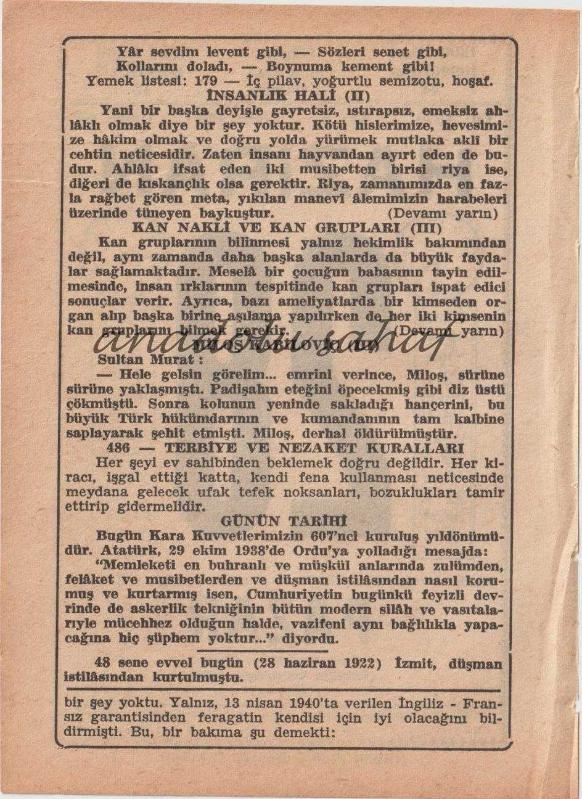 Yâr sevdim levent gibi, — Sözleri senet gibi,
Kollarını doladı, — Boynuma kement gibi!
Yemek listesi: 179 — İç pilav, yoğurtlu semizotu, hoşaf.
İNSANLIK HALİ (II)
Yani bir başka deyişle gayretsiz, ıstırapsız, emeksiz ah-
lâklı olmak diye bir şey yoktur. Kötü hislerimize, hevesimi-
ze hâkim olmak ve doğru yolda yürümek mutlaka aklî bir
cehtin neticesidir. Zaten insanı hayvandan ayırt eden de bu-
dur. Ahlâkı ifsat eden iki musibetten birisi riya ise,
diğeri de kıskançlık olsa gerektir. Riya, zamanımızda en faz-
la rağbet gören meta, yıkılan manevî âlemimizin harabeleri
üzerinde tüneyen baykuştur. (Devamı yarın)
KAN NAKLİ VE KAN GRUPLARI (III)
Kan gruplarının bilinmesi yalnız hekimlik bakımından
değil, aynı zamanda daha başka alanlarda da büyük fayda-
lar sağlamaktadır. Meselâ bir çocuğun babasının tayin edil-
mesinde, insan ırklarının tespitinde kan grupları ispat edici
sonuçlar verir. Ayrıca, bazı ameliyatlarda bir kimseden or-
gan alıp başka birine aşılama yapılırken de her iki kimsenin
kan gruplarını bilmek gerekir. (Devamı yarın)
anadolu sahaf
MİLOŞ KABİLOVİÇ
Sultan Murat :
— Hele gelsin görelim... emrini verince, Miloş, sürüne
sürüne yaklaşmıştı. Padişahın eteğini öpecekmiş gibi diz üstü
çökmüştü. Sonra kolunun yeninde sakladığı hançerini, bu
büyük Türk hükümdarının ve kumandanının tam kalbine
saplayarak şehit etmişti. Miloş, derhal öldürülmüştür.
486 — TERBİYE VE NEZAKET KURALLARI
Her şeyi ev sahibinden beklemek doğru değildir. Her ki-
racı, işgal ettiği katta, kendi fena kullanması neticesinde
meydana gelecek ufak tefek noksanları, bozuklukları tamir
ettirip gidermelidir.
GÜNÜN TARİHİ
Bugün Kara Kuvvetlerimizin 607'nci kuruluş yıldönümü-
dür. Atatürk, 29 ekim 1938'de Ordu'ya yolladığı mesajda:
"Memleketi en buhranlı ve müşkül anlarında zulümden,
felâket ve musibetlerden ve düşman istilâsından nasıl koru-
muş ve kurtarmış isen, Cumhuriyetin bugünkü feyizli dev-
rinde de askerlik tekniğinin bütün modern silâh ve vasıtala-
rıyle mücehhez olduğun halde, vazifeni aynı bağlılıkla yapa-
cağına hiç şüphem yoktur..." diyordu.
48 sene evvel bugün (28 haziran 1922) İzmit, düşman
istilâsından kurtulmuştu.
bir şey yoktu. Yalnız, 13 nisan 1940'ta verilen İngiliz - Fran-
sız garantisinden feragatin kendisi için iyi olacağını bil-
dirmişti. Bu, bir bakıma şu demekti: